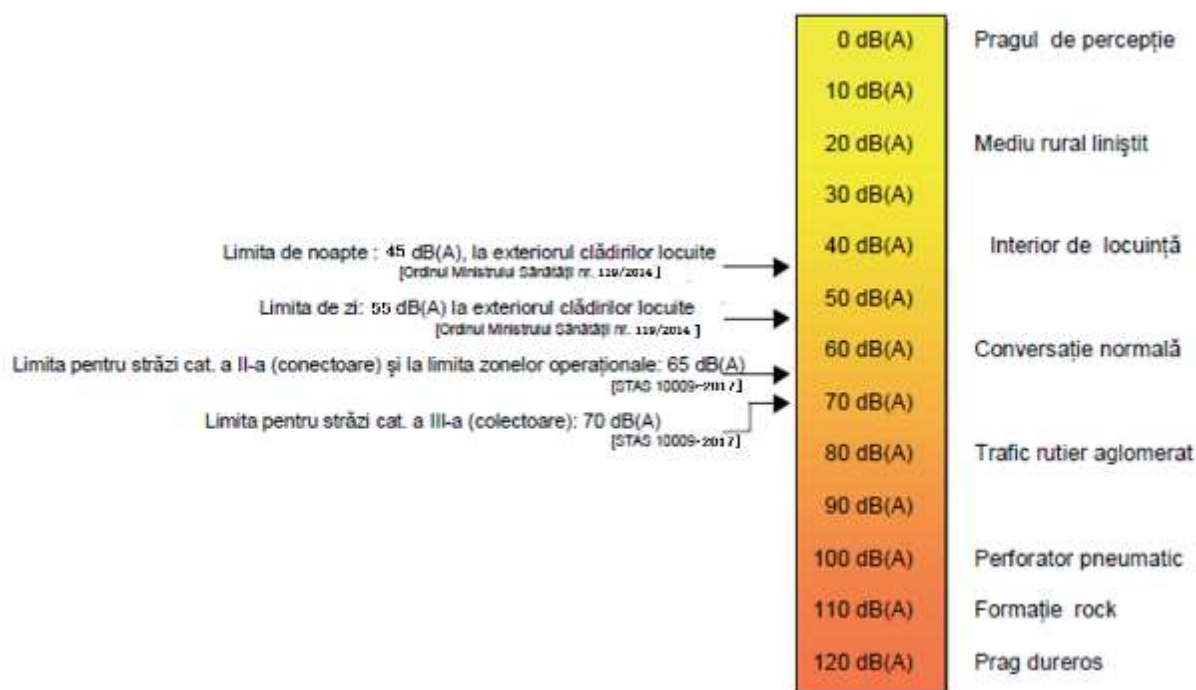 0 dB(A) Pragul de percepție
10 dB(A)
20 dB(A) Mediu rural liniştit
30 dB(A)
40 dB(A) Interior de locuință
Limita de noapte : 45 dB(A), la exteriorul clădirilor locuite
[Ordinul Ministrului Sănătății nr. 119/2014 ]
50 dB(A)
Limita de zi: 55 dB(A) la exteriorul clădirilor locuite
[Ordinul Ministrului Sănătății nr. 119/2014 ]
60 dB(A) Conversație normală
Limita pentru străzi cat. a II-a (conectoare) şi la limita zonelor operaționale: 65 dB(A)
[STAS 10009-2017]
70 dB(A)
Limita pentru străzi cat. a III-a (colectoare): 70 dB(A)
[STAS 10009-2017]
80 dB(A) Trafic rutier aglomerat
90 dB(A)
100 dB(A) Perforator pneumatic
110 dB(A) Formație rock
120 dB(A) Prag dureros